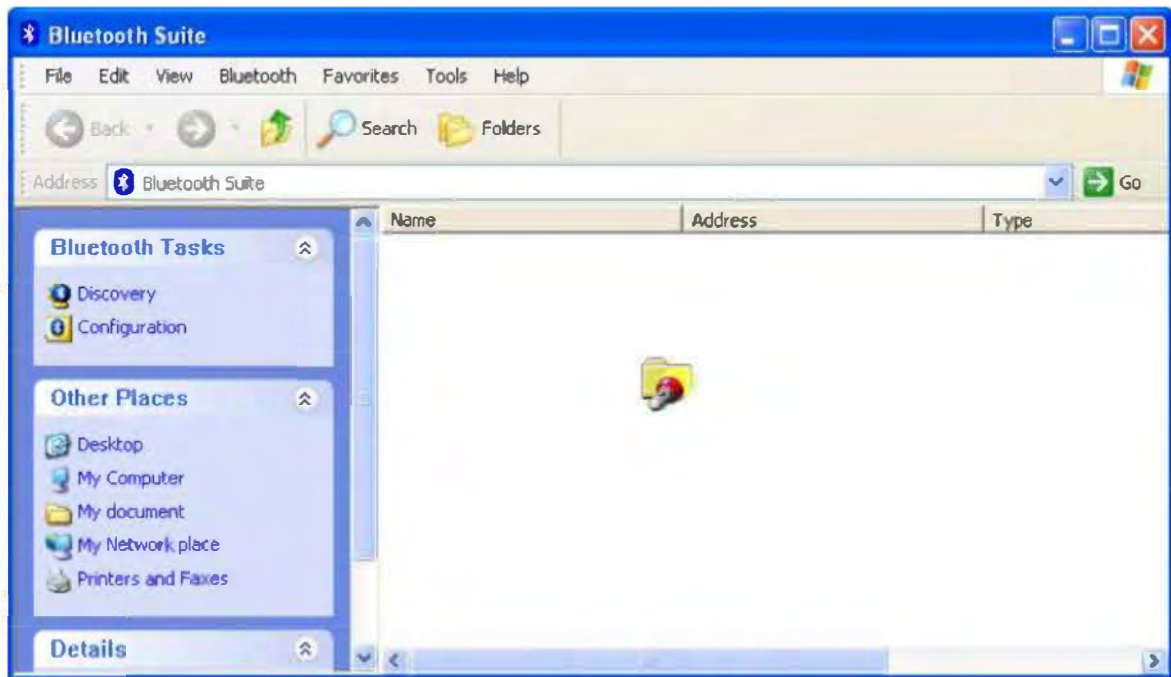 Bluetooth Suite
File Edit View Bluetooth Favorites Tools Help
Back Search Folders
Address Bluetooth Suite Go
Name Address Type
Bluetooth Tasks
Discovery
Configuration
Other Places
Desktop
My Computer
My document
My Network place
Printers and Faxes
Details